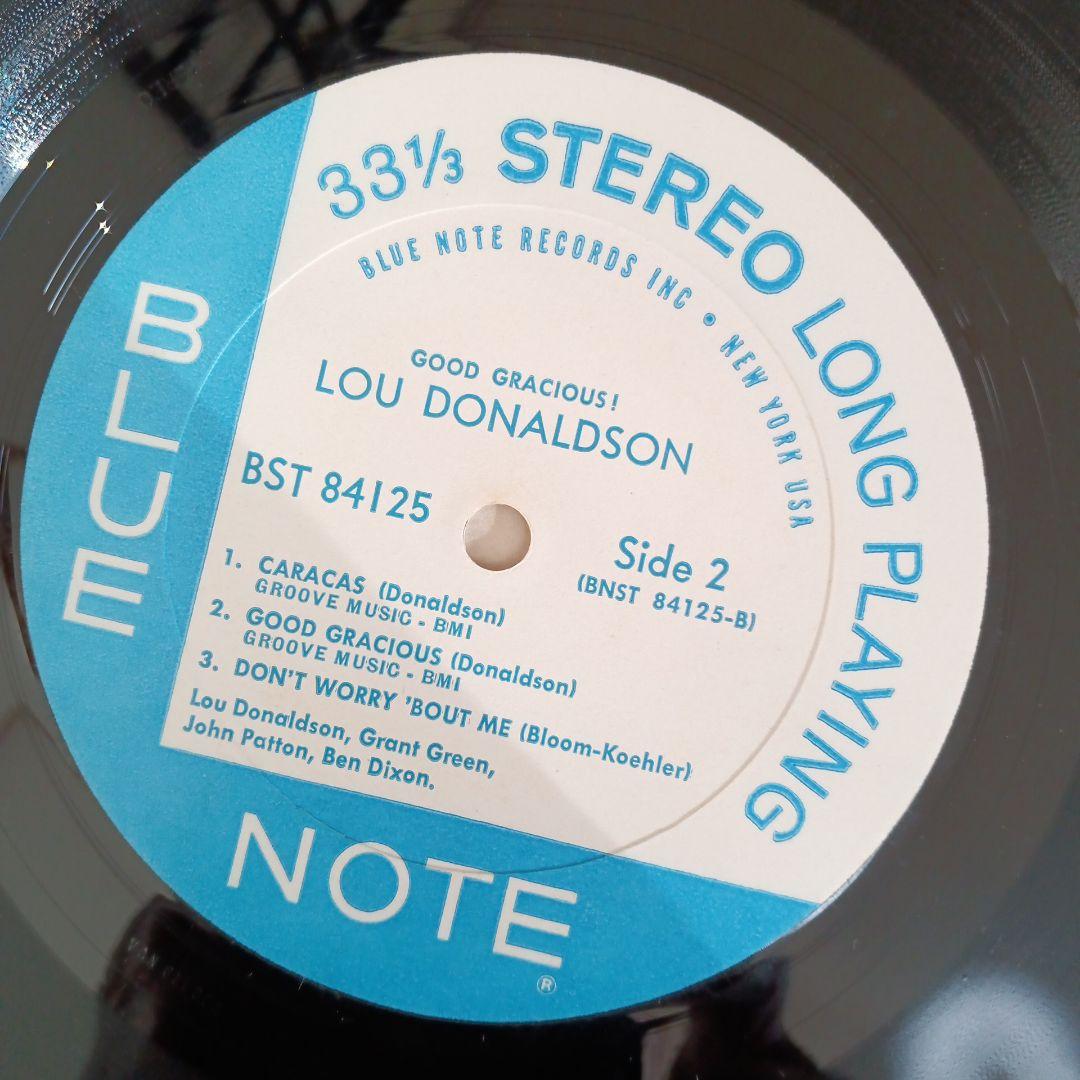 33⅓ STEREO LONG PLAYING
BLUE NOTE RECORDS INC • NEW YORK USA
GOOD GRACIOUS!
LOU DONALDSON
BST 84125
Side 2
(BNST 84125-B)
1. CARACAS (Donaldson)
GROOVE MUSIC - BMI
2. GOOD GRACIOUS (Donaldson)
GROOVE MUSIC - BMI
3. DON'T WORRY 'BOUT ME (Bloom-Koehler)
Lou Donaldson, Grant Green,
John Patton, Ben Dixon.
BLUE
NOTE
®